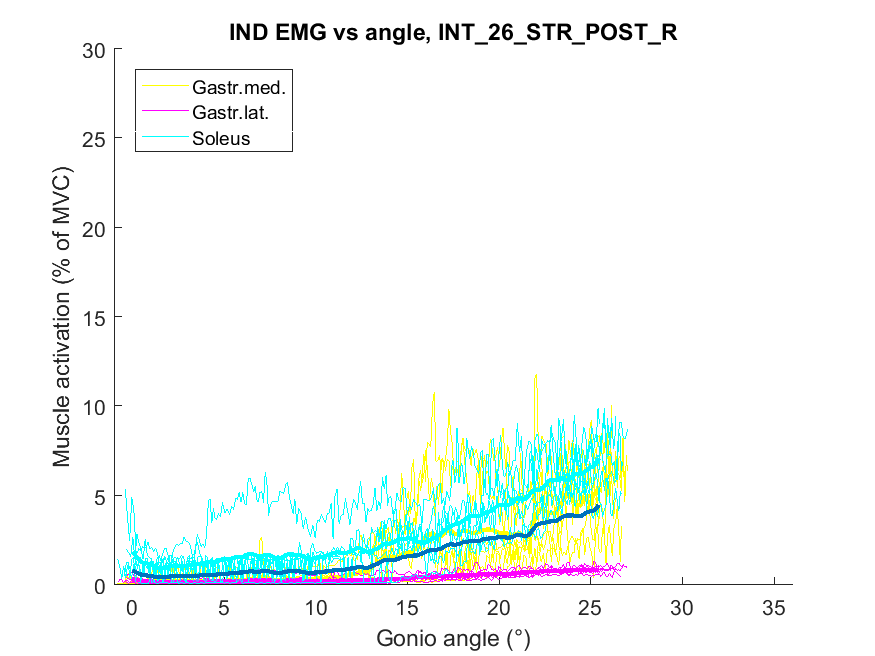 IND EMG vs angle, INT_26_STR_POST_R
30
25
20
15
10
5
0
Gastr.med.
Gastr.lat.
Soleus
Muscle activation (% of MVC)
0 5 10 15 20 25 30 35
Gonio angle (°)